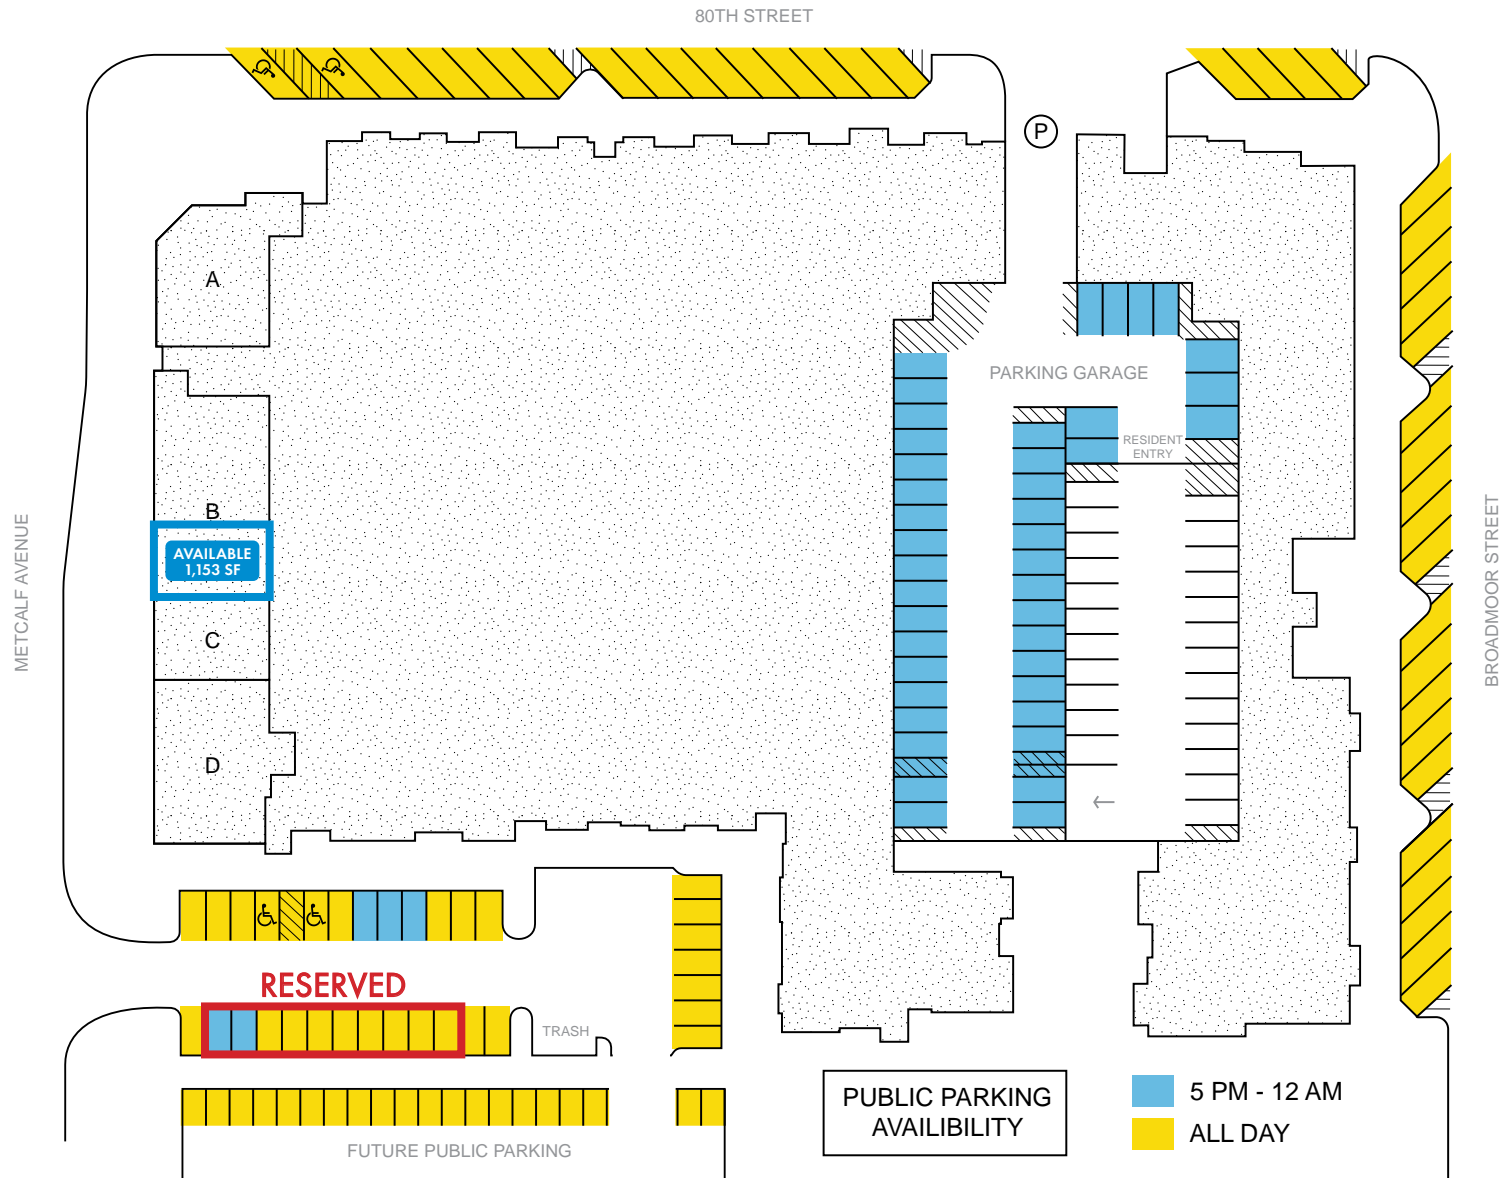 80TH STREET
P
A
PARKING GARAGE
RESIDENT
ENTRY
B
AVAILABLE
1,153 SF
METCALF AVENUE
BROADMOOR STREET
C
D
RESERVED
TRASH
PUBLIC PARKING
AVAILIBILITY
5 PM - 12 AM
ALL DAY
FUTURE PUBLIC PARKING